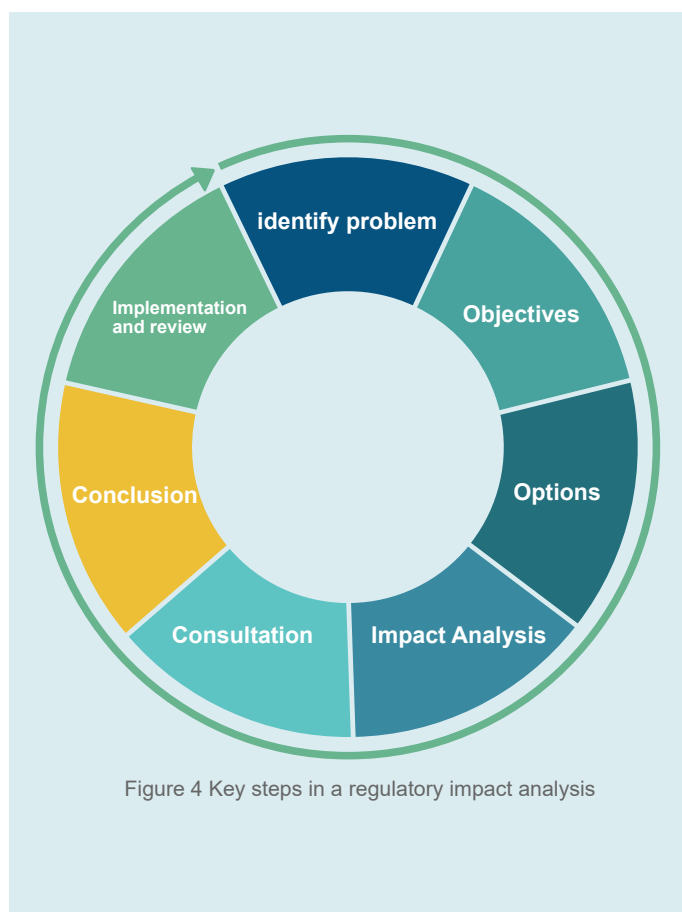 identify problem
Objectives
Options
Impact Analysis
Consultation
Conclusion
Implementation
and review
Figure 4 Key steps in a regulatory impact analysis